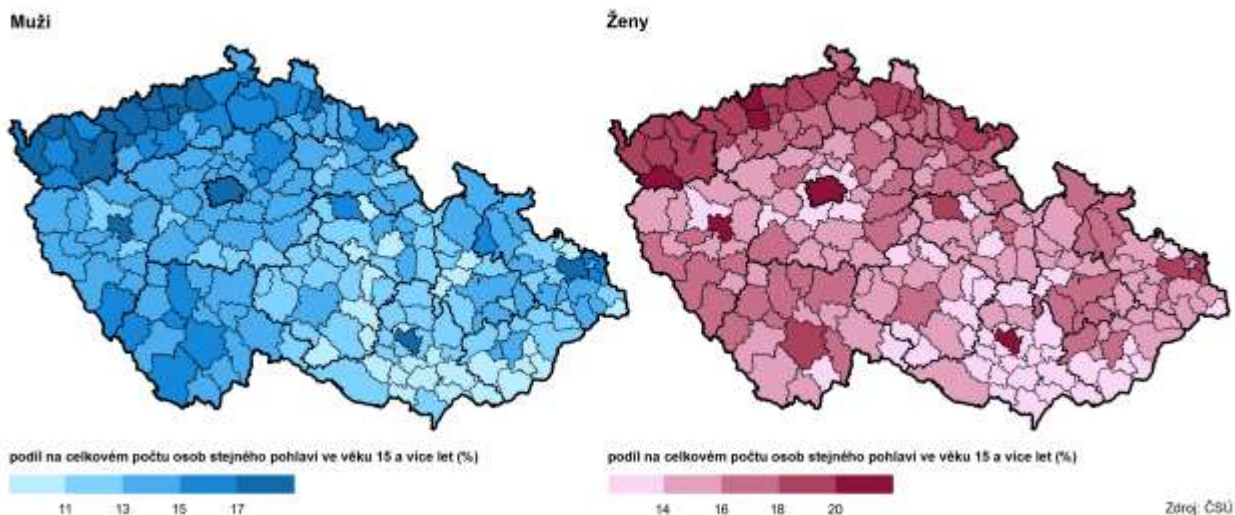 Muži
Ženy
podíl na celkovém počtu osob stejného pohlaví ve věku 15 a více let (%)
11 13 15 17
podíl na celkovém počtu osob stejného pohlaví ve věku 15 a více let (%)
14 16 18 20
Zdroj: ČSÚ